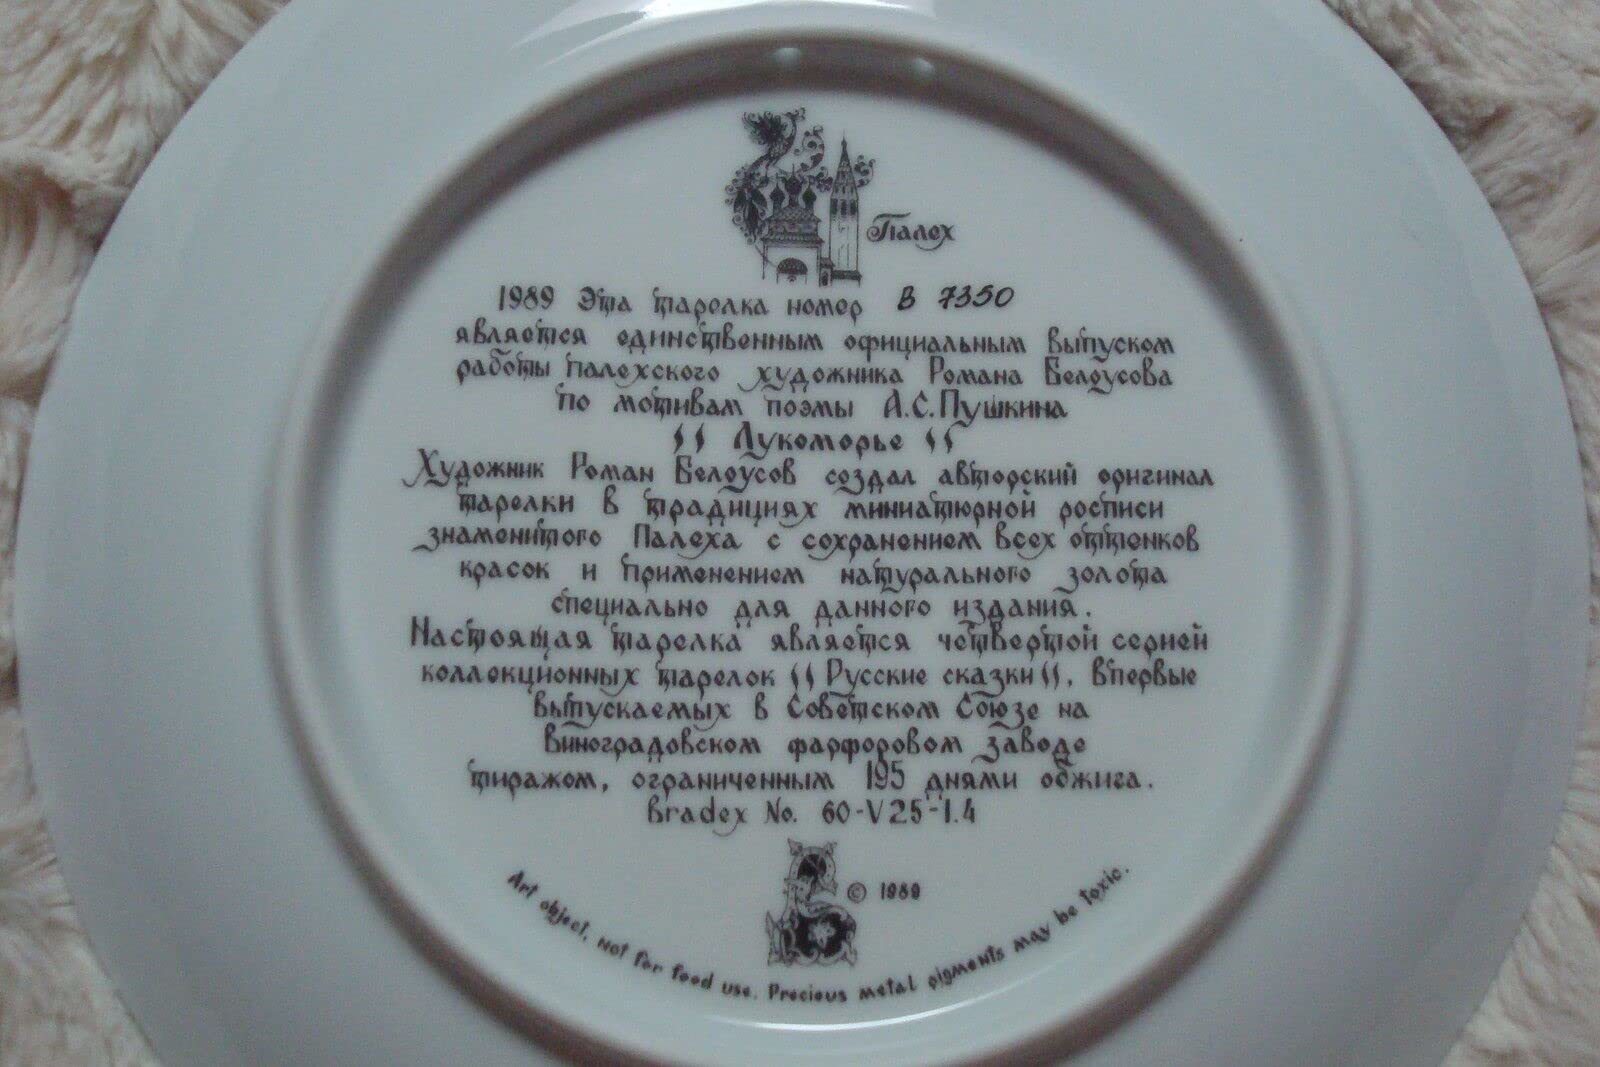 Палех
1989 Эта тарелка номер В 7350
является единственным официальным выпуском
работы палехского художника Романа Белоусова
по мотивам поэмы А.С.Пушкина
"Лукоморье"
Художник Роман Белоусов создал авторский оригинал
тарелки в традициях миниатюрной росписи
знаменитого Палеха с сохранением всех оттенков
красок и применением натурального золота
специально для данного издания.
Настоящая тарелка является четвертой серией
коллекционных тарелок "Русские сказки", впервые
выпускаемых в Советском Союзе на
Виноградовском фарфоровом заводе
тиражом, ограниченным 195 днями обжига.
Bradex No. 60-V25-1.4
© 1989
Art object, not for food use. Precious metal pigments may be toxic.